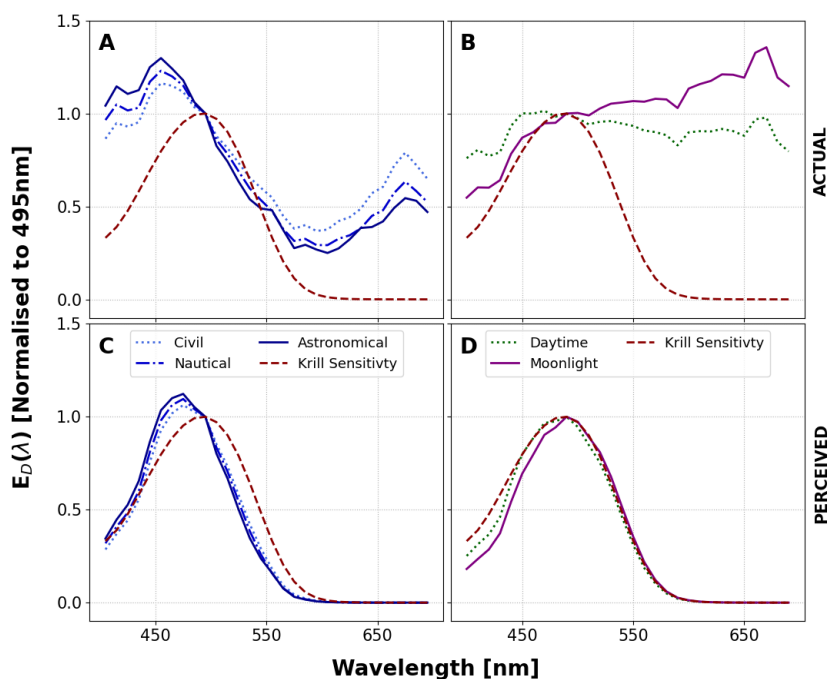 A
B
1.5
1.0
0.5
0.0
ACTUAL
E_D(λ) [Normalised to 495nm]
C
Civil
Nautical
Astronomical
Krill Sensitivty
D
Daytime
Moonlight
Krill Sensitivty
1.5
1.0
0.5
0.0
PERCEIVED
450
550
650
450
550
650
Wavelength [nm]